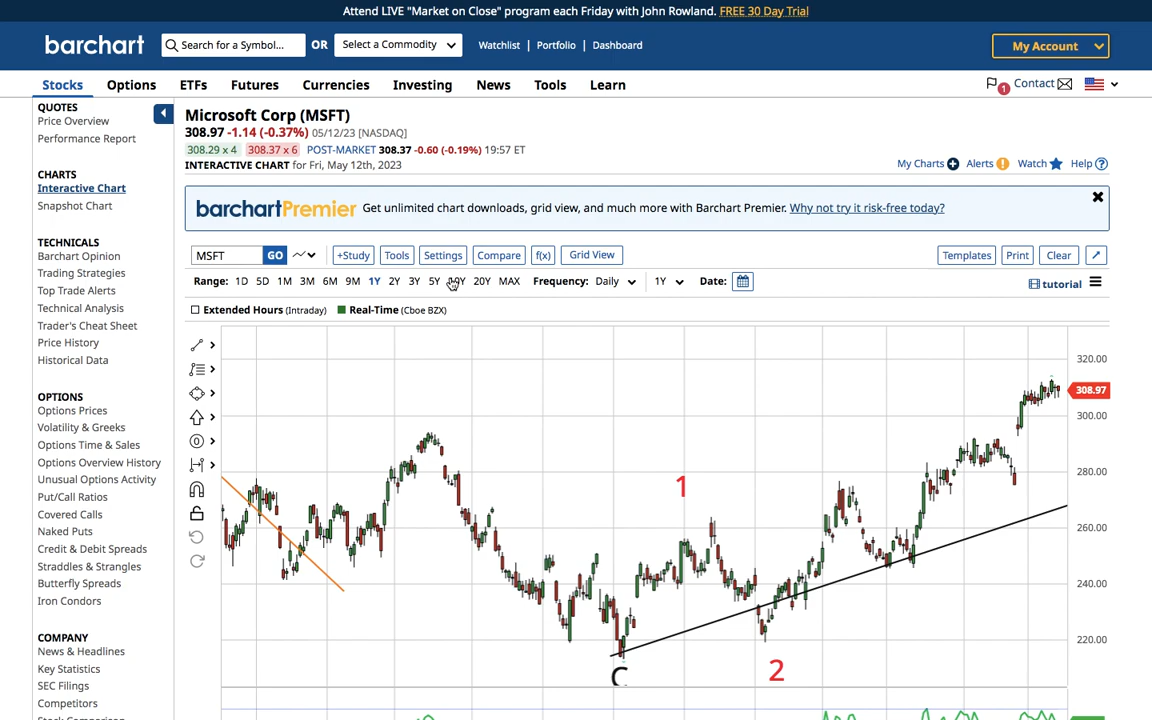 Attend LIVE "Market on Close" program each Friday with John Rowland. FREE 30 Day Trial
barchart
Search for a Symbol...
OR
Select a Commodity
Watchlist | Portfolio | Dashboard
My Account
Stocks Options ETFs Futures Currencies Investing News Tools Learn
1
Contact
QUOTES
Price Overview
Performance Report
CHARTS
Interactive Chart
Snapshot Chart
TECHNICALS
Barchart Opinion
Trading Strategies
Top Trade Alerts
Technical Analysis
Trader's Cheat Sheet
Price History
Historical Data
OPTIONS
Options Prices
Volatility & Greeks
Options Time & Sales
Options Overview History
Unusual Options Activity
Put/Call Ratios
Covered Calls
Naked Puts
Credit & Debit Spreads
Straddles & Strangles
Butterfly Spreads
Iron Condors
COMPANY
News & Headlines
Key Statistics
SEC Filings
Competitors
Microsoft Corp (MSFT)
308.97 -1.14 (-0.37%) 05/12/23 [NASDAQ]
308.29 x 4 308.37 x 6 POST-MARKET 308.37 -0.60 (-0.19%) 19:57 ET
INTERACTIVE CHART for Fri, May 12th, 2023
My Charts Alerts Watch Help
barchartPremier Get unlimited chart downloads, grid view, and much more with Barchart Premier. Why not try it risk-free today?
MSFT GO +Study Tools Settings Compare f(x) Grid View Templates Print Clear
Range: 1D 5D 1M 3M 6M 9M 1Y 2Y 3Y 5Y 20Y MAX Frequency: Daily 1Y Date:
tutorial
Extended Hours (Intraday) Real-Time (Cboe BZX)
320.00
308.97
300.00
280.00
260.00
240.00
220.00
1
C
2